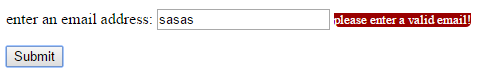 enter an email address: sasas please enter a valid email!
Submit